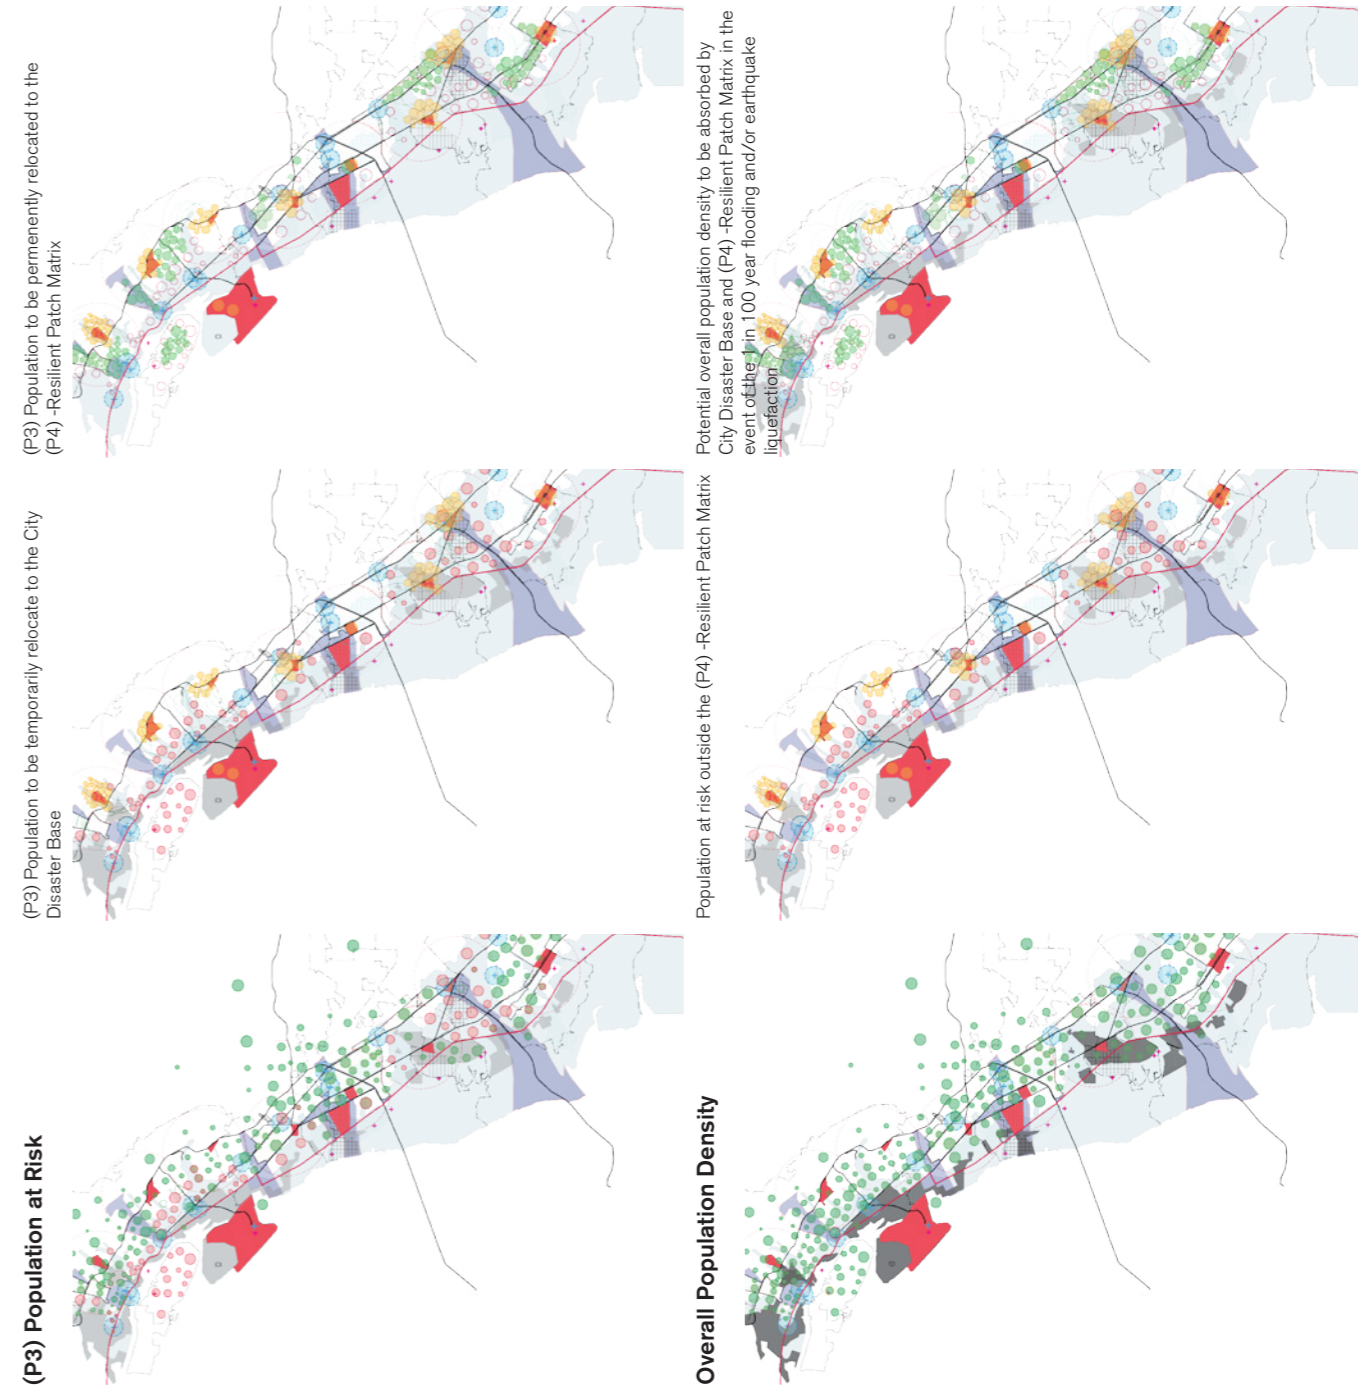 (P3) Population at Risk
(P3) Population to be temporarily relocate to the City
Disaster Base
(P3) Population to be permenently relocated to the
(P4) -Resilient Patch Matrix
Overall Population Density
Population at risk outside the (P4) -Resilient Patch Matrix
Potential overall population density to be absorbed by
City Disaster Base and (P4) -Resilient Patch Matrix in the
event of the 1 in 100 year flooding and/or earthquake
liquefaction